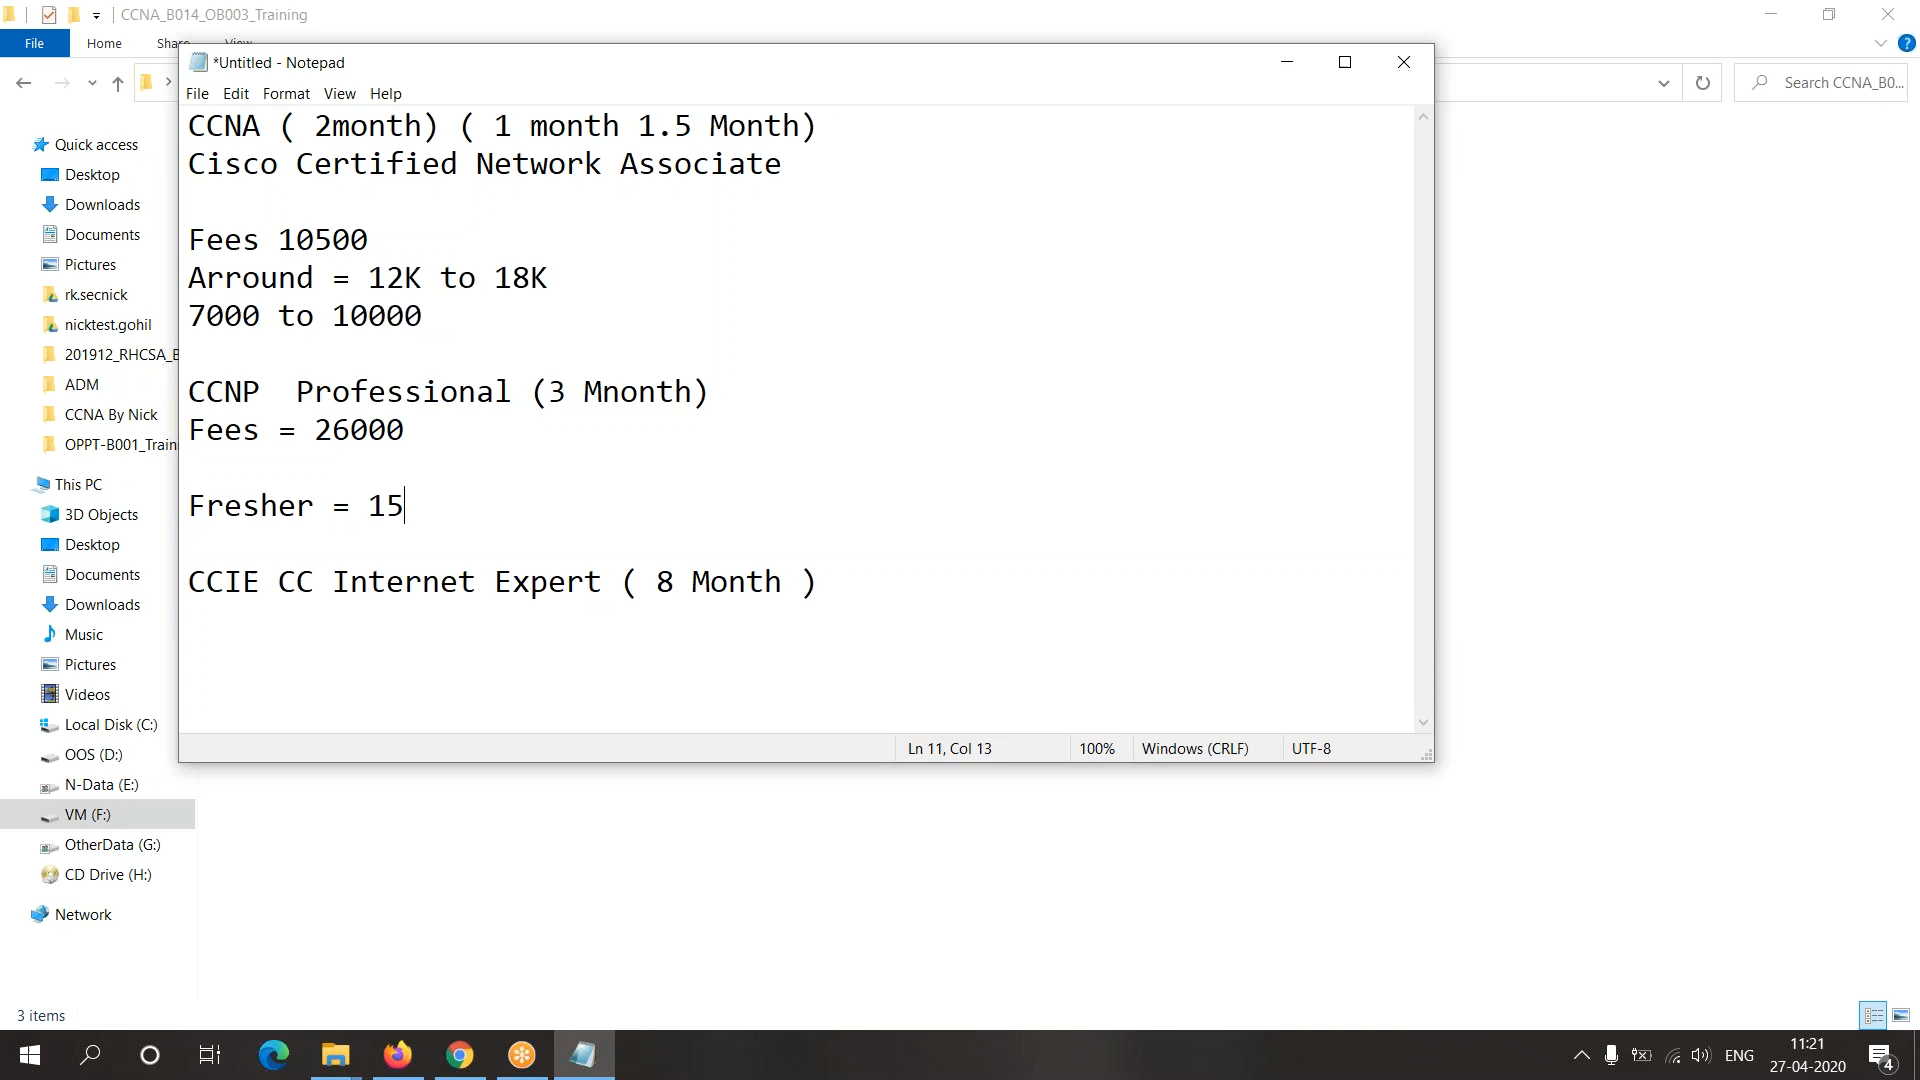 CCNA_B014_OB003_Training
File Home Share View
Search CCNA_B0...
*Untitled - Notepad
File Edit Format View Help
CCNA ( 2month) ( 1 month 1.5 Month)
Cisco Certified Network Associate
Fees 10500
Arround = 12K to 18K
7000 to 10000
CCNP  Professional (3 Mnonth)
Fees = 26000
Fresher = 15
CCIE CC Internet Expert ( 8 Month )
Ln 11, Col 13
100%
Windows (CRLF)
UTF-8
Quick access
Desktop
Downloads
Documents
Pictures
rk.secnick
nicktest.gohil
201912_RHCSA_B
ADM
CCNA By Nick
OPPT-B001_Traini
This PC
3D Objects
Desktop
Documents
Downloads
Music
Pictures
Videos
Local Disk (C:)
OOS (D:)
N-Data (E:)
VM (F:)
OtherData (G:)
CD Drive (H:)
Network
3 items
ENG
11:21
27-04-2020
4